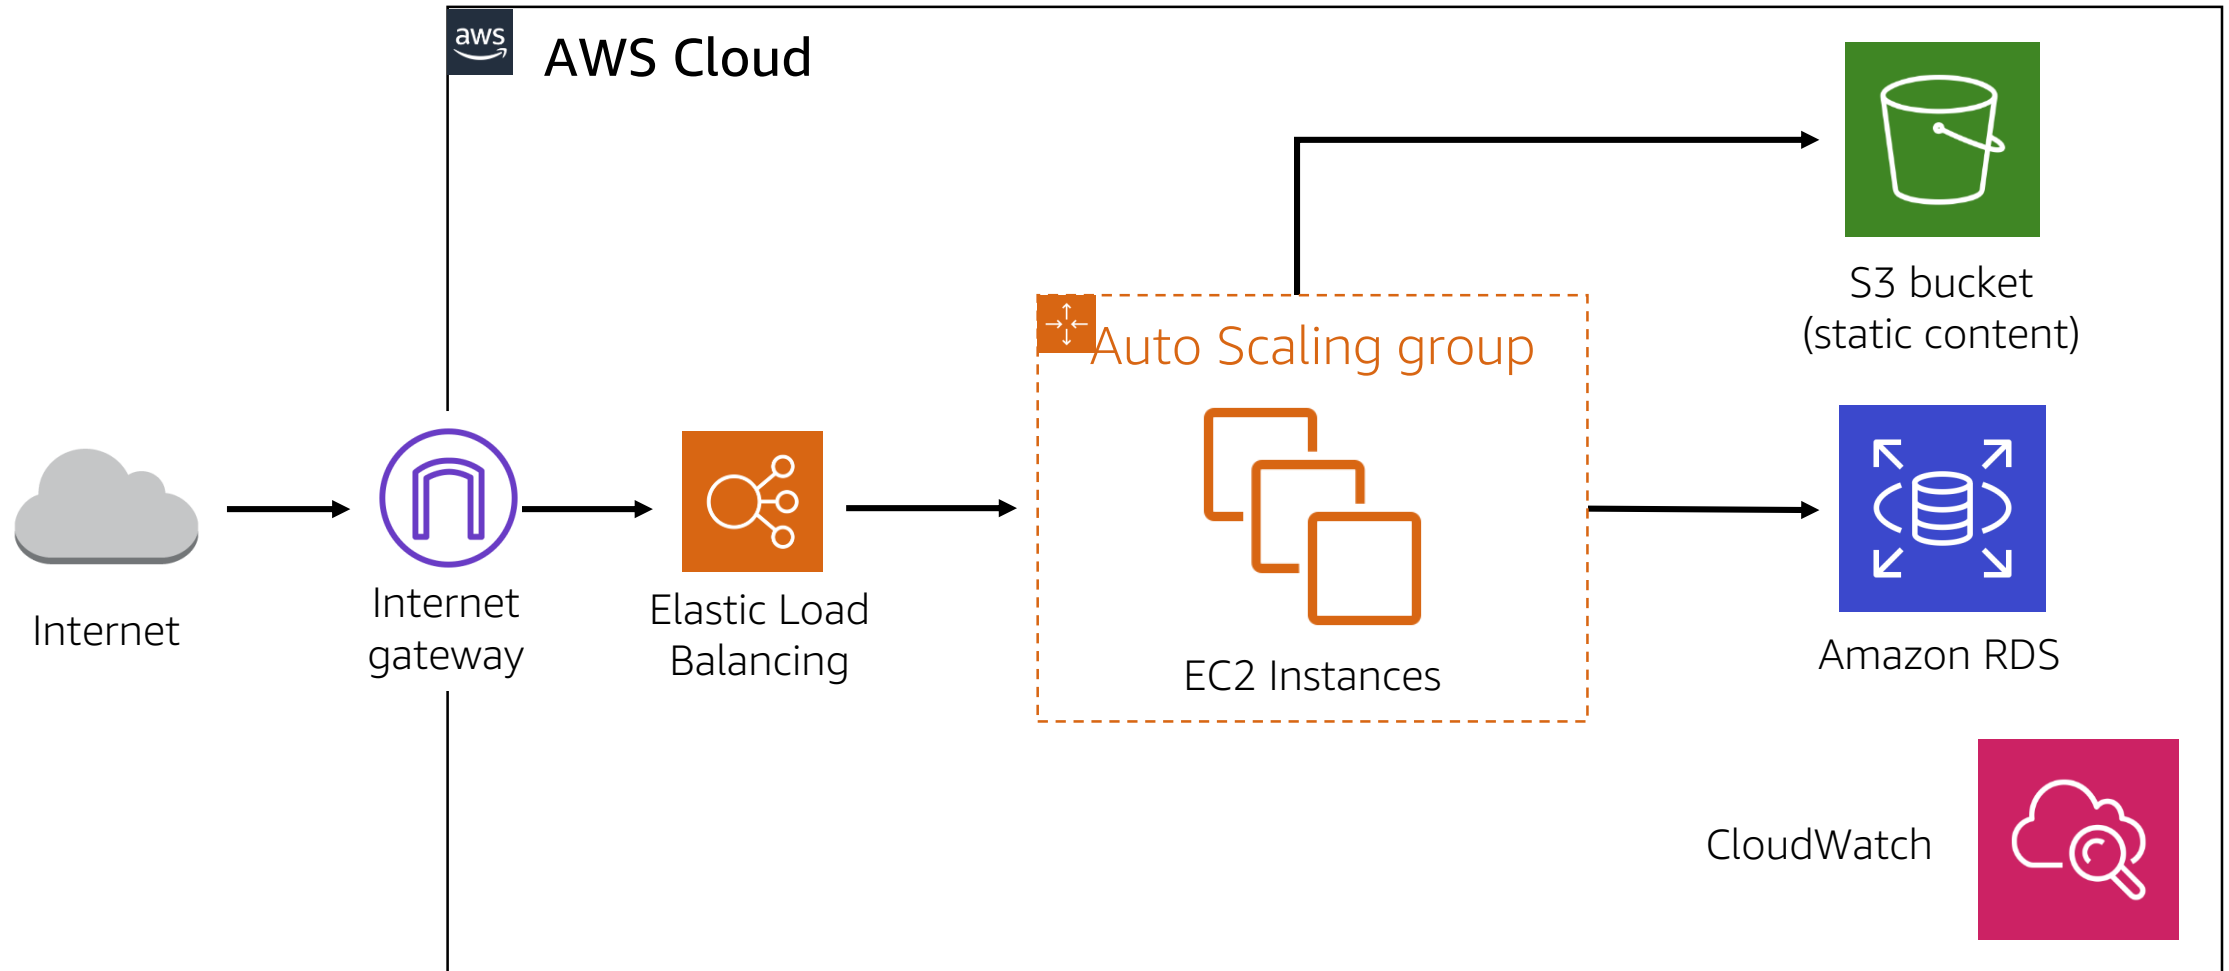 aws
AWS Cloud
S3 bucket
(static content)
Auto Scaling group
Internet
Internet
gateway
Elastic Load
Balancing
EC2 Instances
Amazon RDS
CloudWatch